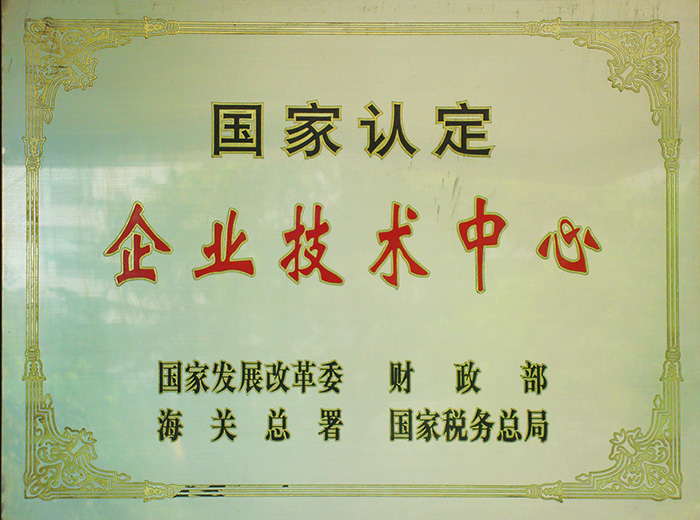 国家认定
企业技术中心
国家发展改革委 财政部
海关总署 国家税务总局